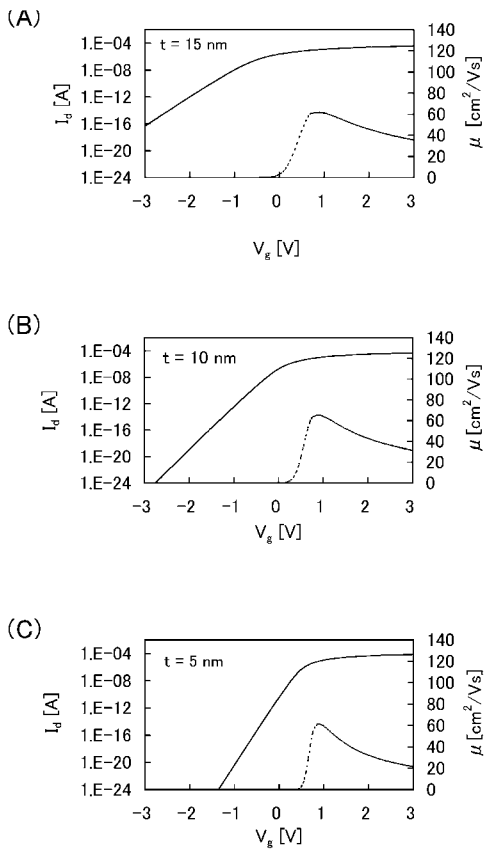 (A)
t = 15 nm
I_d [A]
1.E-04
1.E-08
1.E-12
1.E-16
1.E-20
1.E-24
140
120
100
80
60
40
20
0
μ [cm²/Vs]
-3 -2 -1 0 1 2 3
V_g [V]
(B)
t = 10 nm
I_d [A]
1.E-04
1.E-08
1.E-12
1.E-16
1.E-20
1.E-24
140
120
100
80
60
40
20
0
μ [cm²/Vs]
-3 -2 -1 0 1 2 3
V_g [V]
(C)
t = 5 nm
I_d [A]
1.E-04
1.E-08
1.E-12
1.E-16
1.E-20
1.E-24
140
120
100
80
60
40
20
0
μ [cm²/Vs]
-3 -2 -1 0 1 2 3
V_g [V]